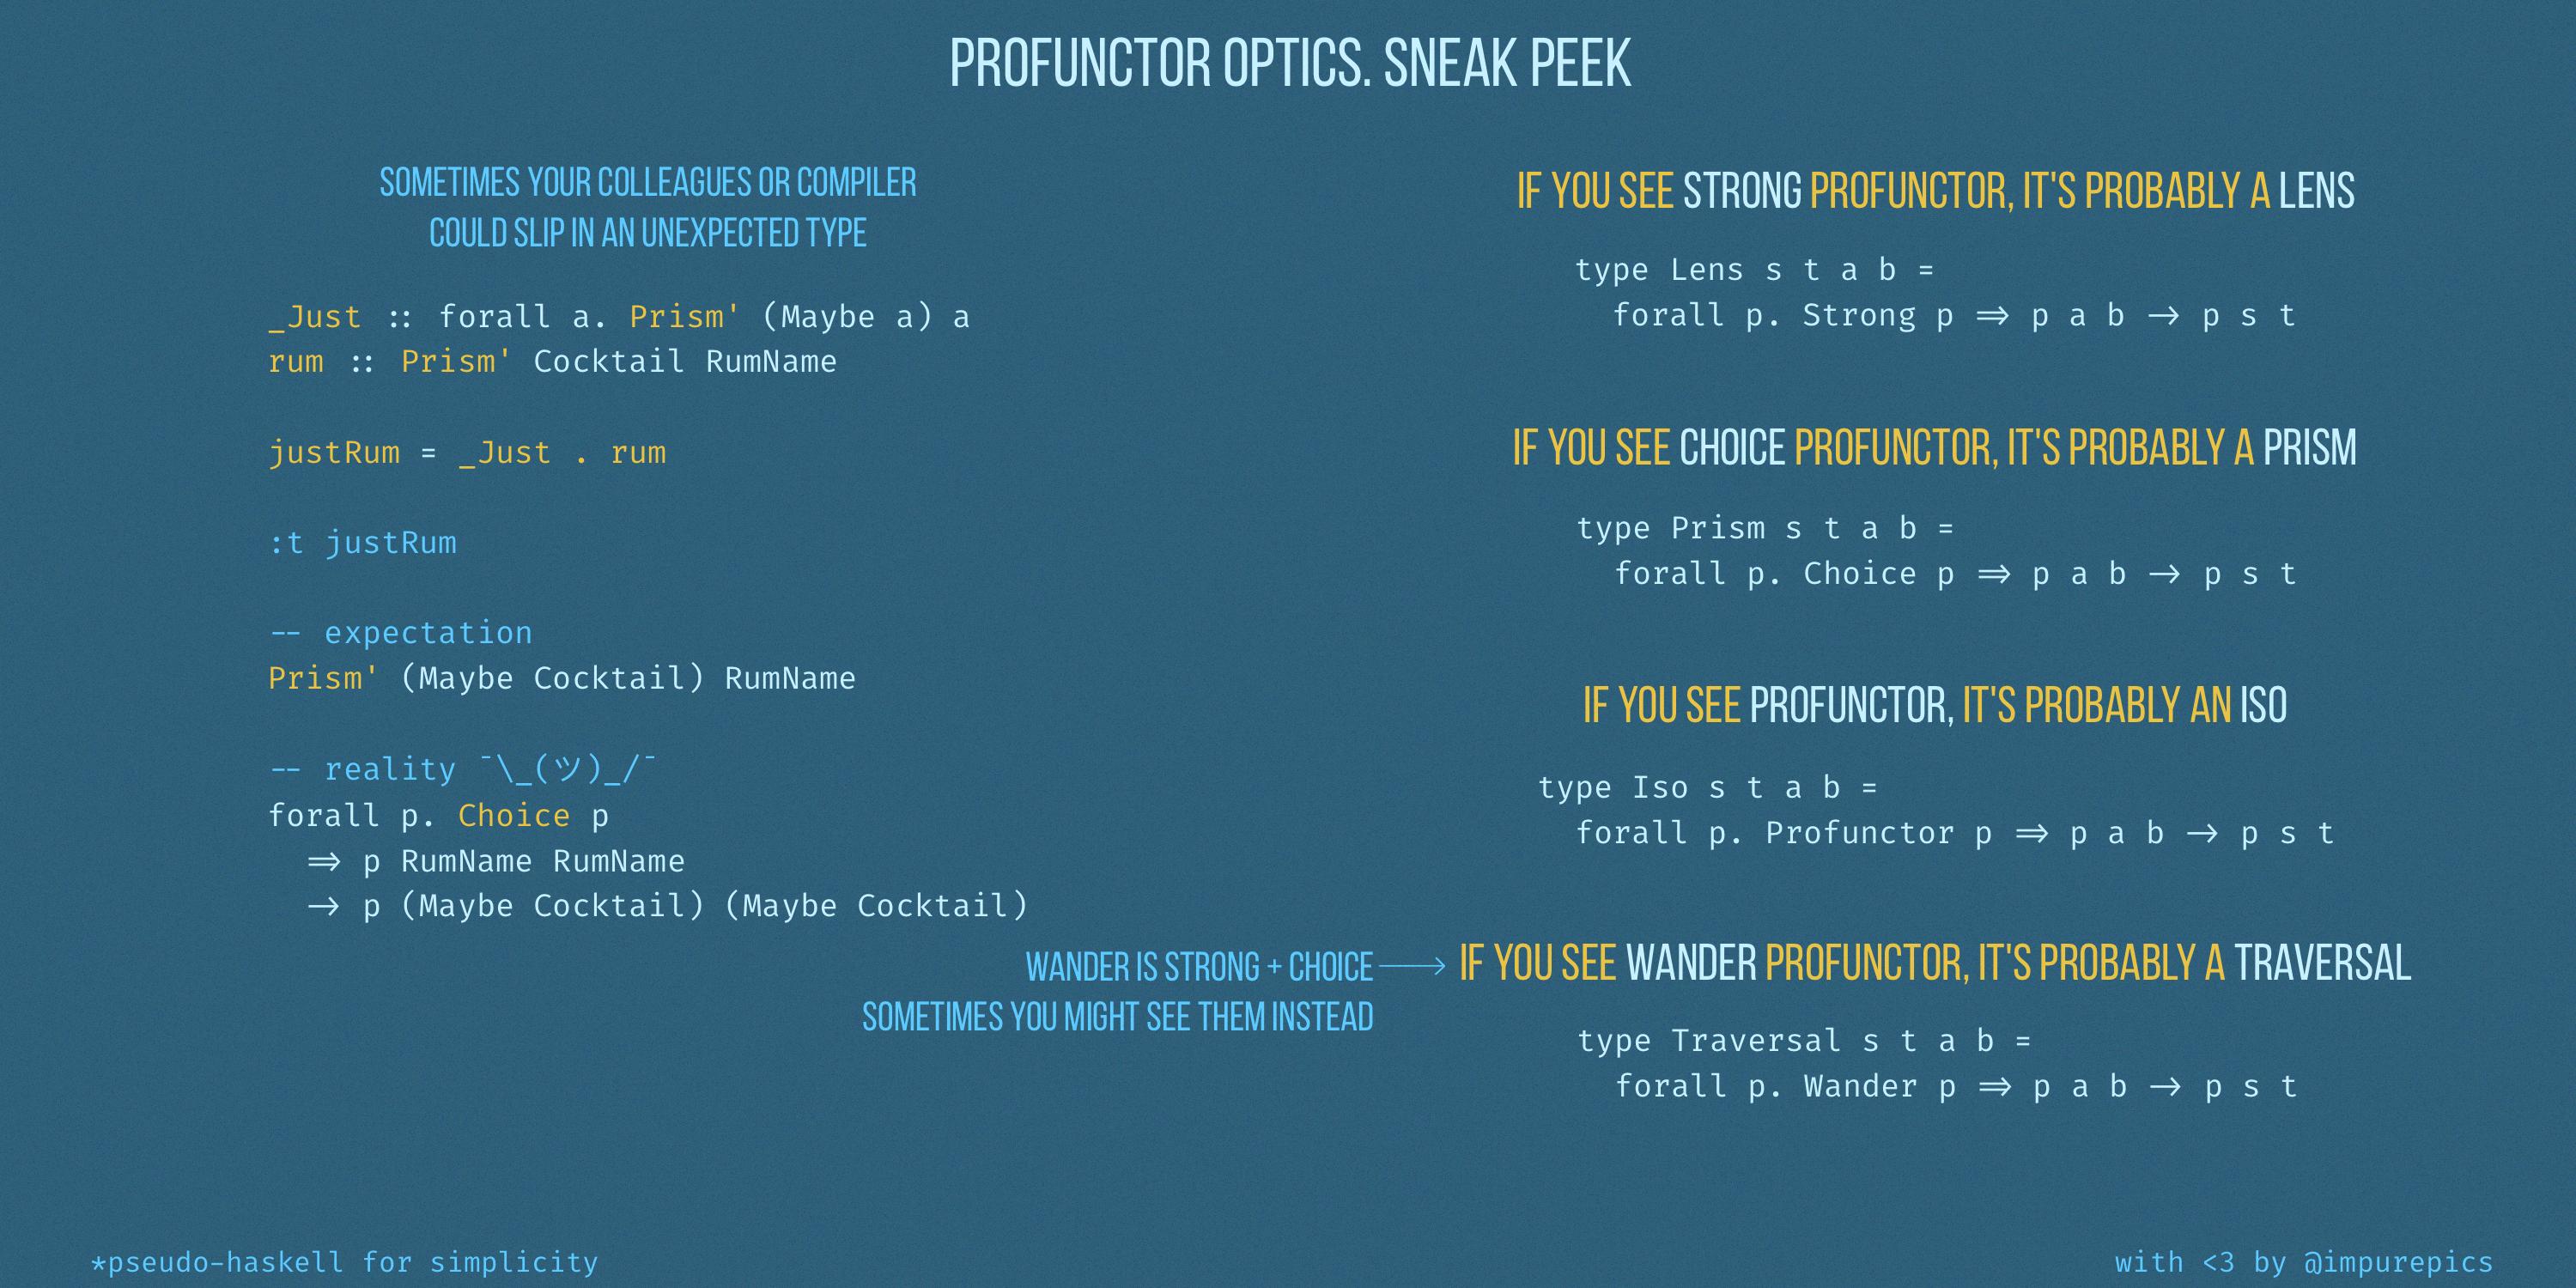 PROFUNCTOR OPTICS. SNEAK PEEK
SOMETIMES YOUR COLLEAGUES OR COMPILER
COULD SLIP IN AN UNEXPECTED TYPE
_Just :: forall a. Prism' (Maybe a) a
rum :: Prism' Cocktail RumName
justRum = _Just . rum
:t justRum
-- expectation
Prism' (Maybe Cocktail) RumName
-- reality ¯\_(ツ)_/¯
forall p. Choice p
  => p RumName RumName
  -> p (Maybe Cocktail) (Maybe Cocktail)
IF YOU SEE STRONG PROFUNCTOR, IT'S PROBABLY A LENS
type Lens s t a b =
  forall p. Strong p => p a b -> p s t
IF YOU SEE CHOICE PROFUNCTOR, IT'S PROBABLY A PRISM
type Prism s t a b =
  forall p. Choice p => p a b -> p s t
IF YOU SEE PROFUNCTOR, IT'S PROBABLY AN ISO
type Iso s t a b =
  forall p. Profunctor p => p a b -> p s t
WANDER IS STRONG + CHOICE
SOMETIMES YOU MIGHT SEE THEM INSTEAD
IF YOU SEE WANDER PROFUNCTOR, IT'S PROBABLY A TRAVERSAL
type Traversal s t a b =
  forall p. Wander p => p a b -> p s t
*pseudo-haskell for simplicity
with <3 by @impurepics